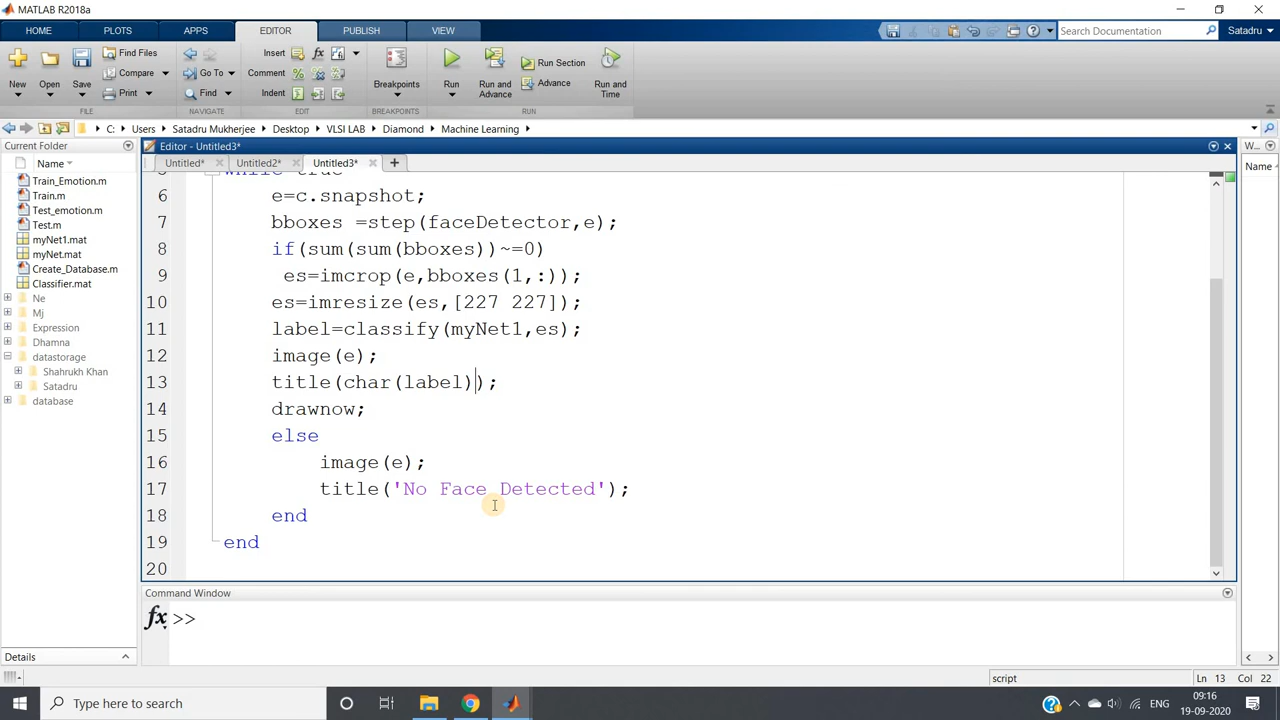 MATLAB R2018a
HOME PLOTS APPS EDITOR PUBLISH VIEW Search Documentation Satadru
New Open Save Find Files Compare Print Go To Find Insert Comment Indent fx Breakpoints Run Run and Advance Run Section Advance Run and Time
FILE NAVIGATE EDIT BREAKPOINTS RUN
C: Users Satadru Mukherjee Desktop VLSI LAB Diamond Machine Learning
Current Folder
Name
Train_Emotion.m
Train.m
Test_emotion.m
Test.m
myNet1.mat
myNet.mat
Create_Database.m
Classifier.mat
Ne
Mj
Expression
Dhamna
datastorage
Shahrukh Khan
Satadru
database
Details
Editor - Untitled3*
Untitled* Untitled2* Untitled3*
5 while true
6 e=c.snapshot;
7 bboxes =step(faceDetector,e);
8 if(sum(sum(bboxes))~=0)
9 es=imcrop(e,bboxes(1,:));
10 es=imresize(es,[227 227]);
11 label=classify(myNet1,es);
12 image(e);
13 title(char(label));
14 drawnow;
15 else
16 image(e);
17 title('No Face Detected');
18 end
19 end
20
Command Window
fx >>
W...
Name
script Ln 13 Col 22
Type here to search
ENG 09:16
19-09-2020